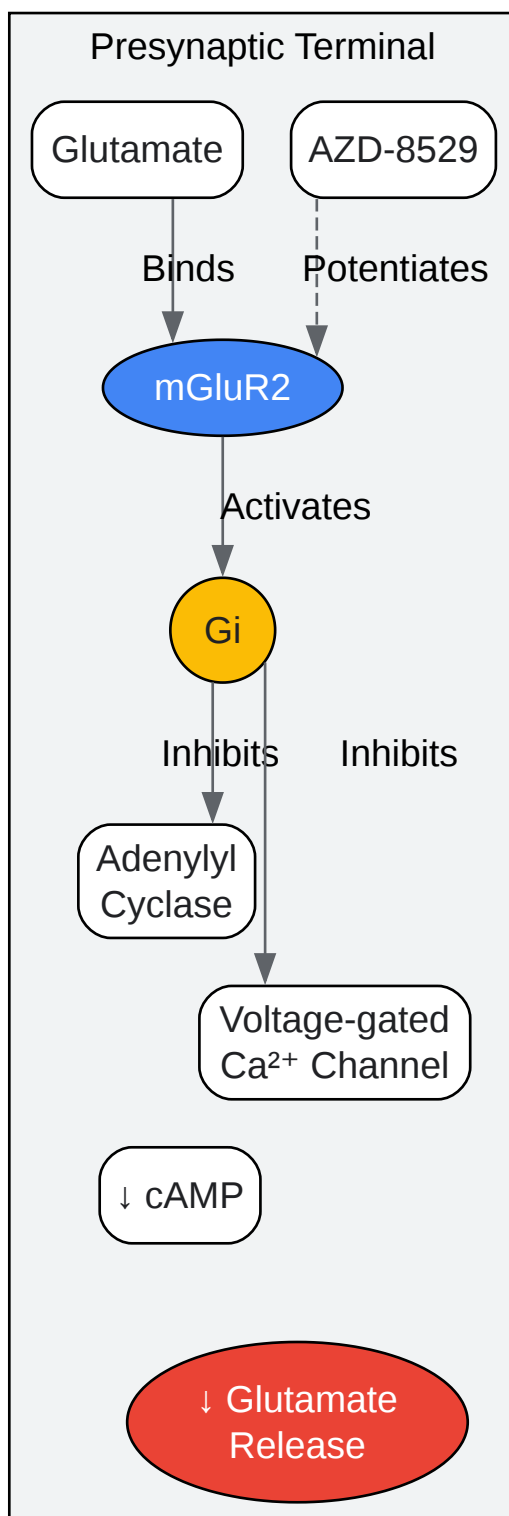 Presynaptic Terminal
Glutamate
AZD-8529
Binds
Potentiates
mGluR2
Activates
Gi
Inhibits
Inhibits
Adenylyl
Cyclase
Voltage-gated
Ca²⁺ Channel
↓ cAMP
↓ Glutamate
Release